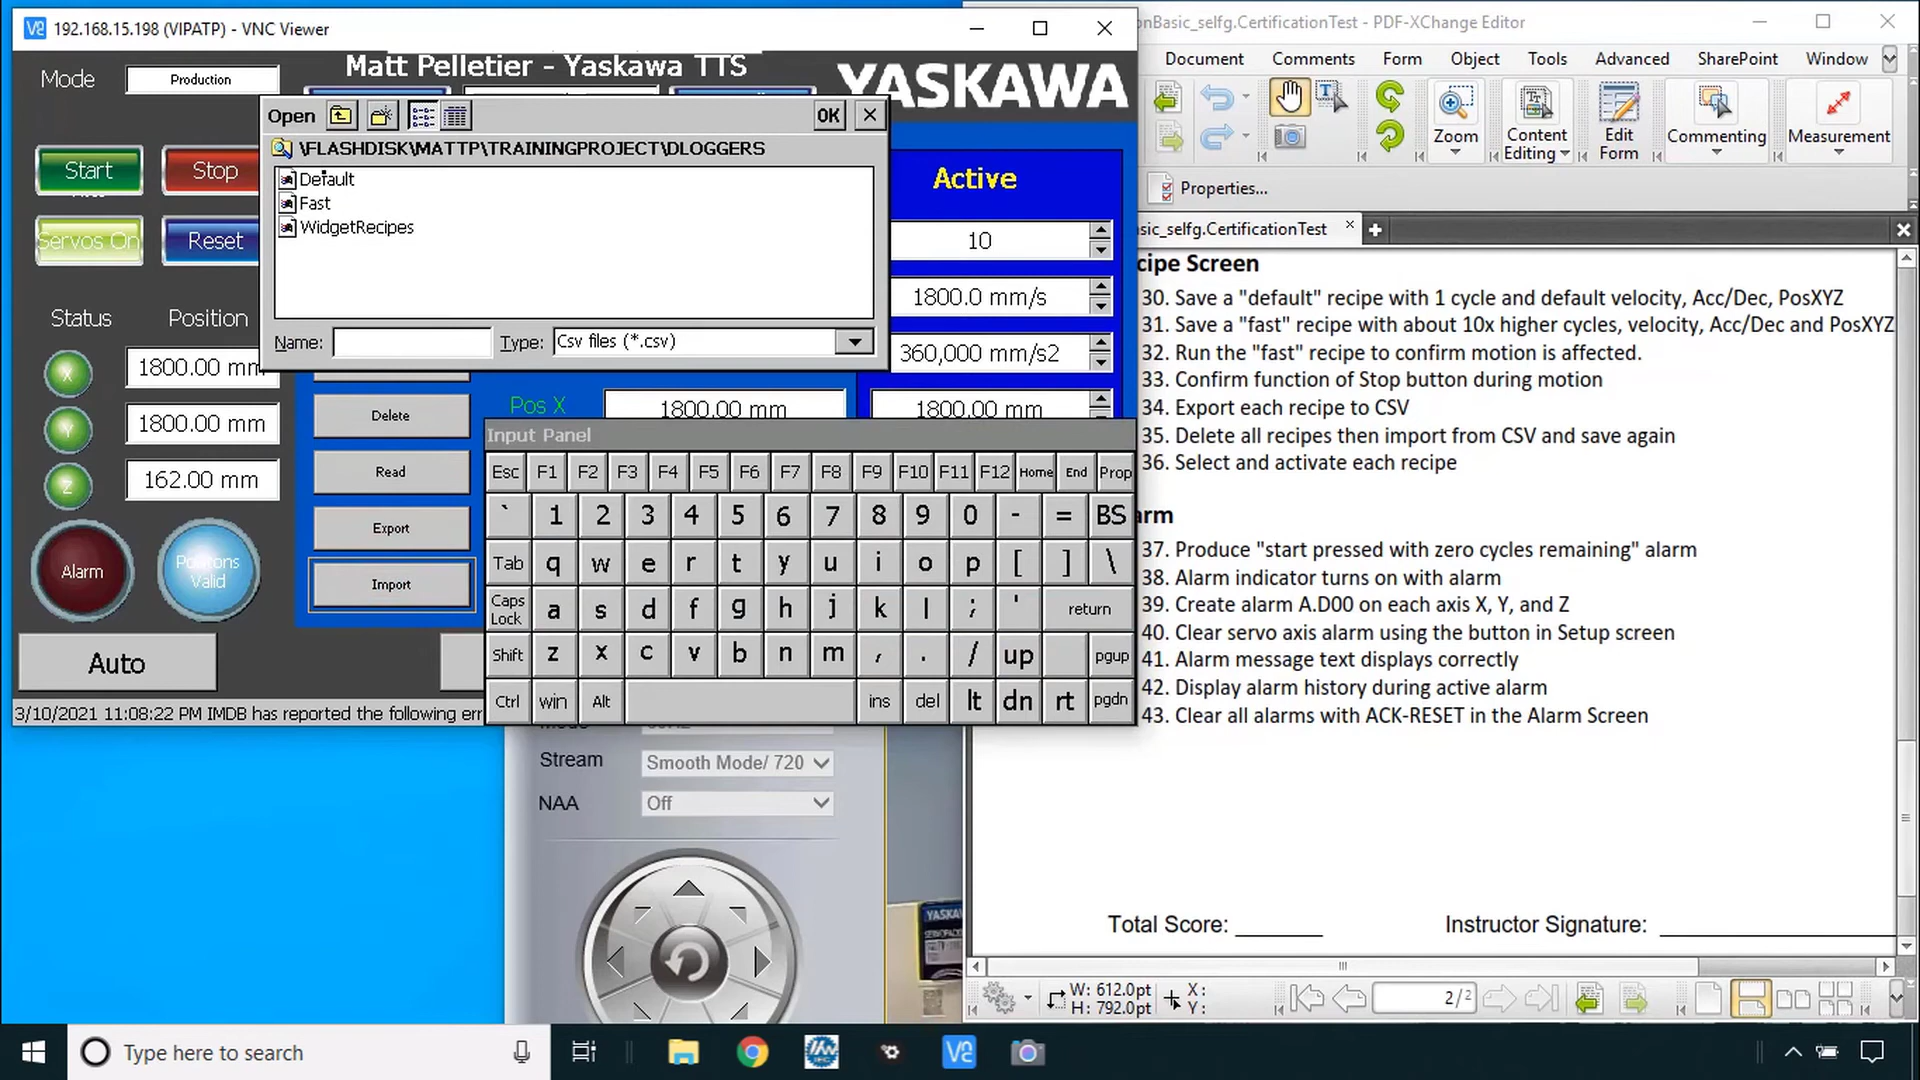 192.168.15.198 (VIPATP) - VNC Viewer
Mode
Production
Matt Pelletier - Yaskawa TTS
YASKAWA
Start
Stop
Servos On
Reset
Status
Position
X
1800.00 mm
Y
1800.00 mm
Z
162.00 mm
Alarm
Positons
Valid
Auto
3/10/2021 11:08:22 PM IMDB has reported the following err
Open
OK
\FLASHDISK\MATTP\TRAININGPROJECT\DLOGGERS
Default
Fast
WidgetRecipes
Name:
Type:
Csv files (*.csv)
Delete
Read
Export
Import
Pos X
1800.00 mm
Active
10
1800.0 mm/s
360,000 mm/s2
1800.00 mm
Input Panel
Esc F1 F2 F3 F4 F5 F6 F7 F8 F9 F10 F11 F12 Home End Prop
` 1 2 3 4 5 6 7 8 9 0 - = BS
Tab q w e r t y u i o p [ ] \
Caps Lock a s d f g h j k l ; ' return
Shift z x c v b n m , . / up pgup
Ctrl win Alt ins del lt dn rt pgdn
Stream
Smooth Mode/ 720
NAA
Off
YASKAWA
onBasic_selfg.CertificationTest - PDF-XChange Editor
Document Comments Form Object Tools Advanced SharePoint Window
Zoom
Content
Editing
Edit
Form
Commenting
Measurement
Properties...
sic_selfg.CertificationTest
cipe Screen
30. Save a "default" recipe with 1 cycle and default velocity, Acc/Dec, PosXYZ
31. Save a "fast" recipe with about 10x higher cycles, velocity, Acc/Dec and PosXYZ
32. Run the "fast" recipe to confirm motion is affected.
33. Confirm function of Stop button during motion
34. Export each recipe to CSV
35. Delete all recipes then import from CSV and save again
36. Select and activate each recipe
arm
37. Produce "start pressed with zero cycles remaining" alarm
38. Alarm indicator turns on with alarm
39. Create alarm A.D00 on each axis X, Y, and Z
40. Clear servo axis alarm using the button in Setup screen
41. Alarm message text displays correctly
42. Display alarm history during active alarm
43. Clear all alarms with ACK-RESET in the Alarm Screen
Total Score: _______
Instructor Signature: ___________________
W: 612.0pt
H: 792.0pt
X:
Y:
2/2
Type here to search